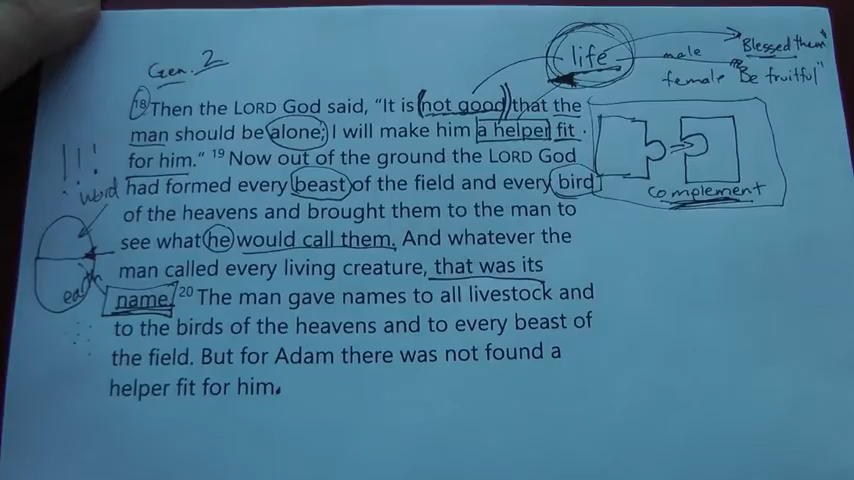 Gen. 2
life
male
female
Blessed them"
"Be fruitful"
18 Then the LORD God said, "It is not good that the
man should be alone; I will make him a helper fit
for him." 19 Now out of the ground the LORD God
had formed every beast of the field and every bird
of the heavens and brought them to the man to
see what he would call them. And whatever the
man called every living creature, that was its
name. 20 The man gave names to all livestock and
to the birds of the heavens and to every beast of
the field. But for Adam there was not found a
helper fit for him.
complement
!!!
word
earth